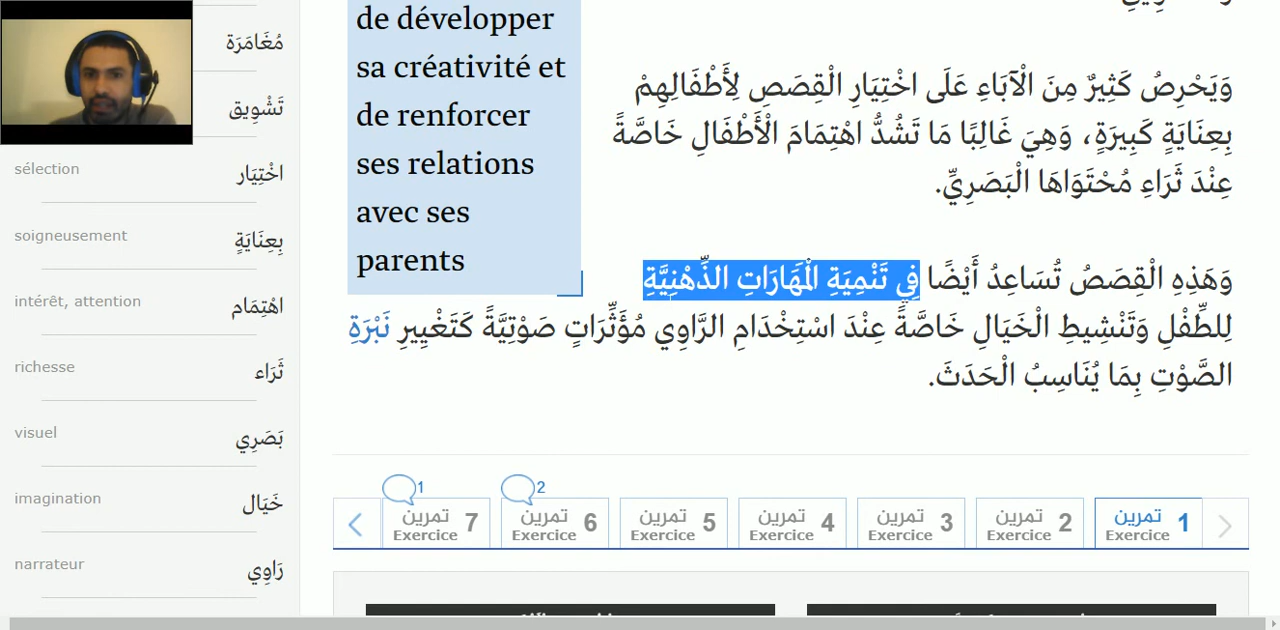 de développer
sa créativité et
de renforcer
ses relations
avec ses
parents
وَيَحْرِصُ كَثِيرٌ مِنَ الْآبَاءِ عَلَى اخْتِيَارِ الْقِصَصِ لِأَطْفَالِهِمْ
بِعِنَايَةٍ كَبِيرَةٍ، وَهِيَ غَالِبًا مَا تَشُدُّ اهْتِمَامَ الْأَطْفَالِ خَاصَّةً
عِنْدَ ثَرَاءِ مُحْتَوَاهَا الْبَصَرِيِّ.
وَهَذِهِ الْقِصَصُ تُسَاعِدُ أَيْضًا فِي تَنْمِيَةِ الْمَهَارَاتِ الذِّهْنِيَّةِ
لِلطِّفْلِ وَتَنْشِيطِ الْخَيَالِ خَاصَّةً عِنْدَ اسْتِخْدَامِ الرَّاوِي مُؤَثِّرَاتٍ صَوْتِيَّةً كَتَغْيِيرِ نَبْرَةِ
الصَّوْتِ بِمَا يُنَاسِبُ الْحَدَثَ.
مُغَامَرَة
تَشْوِيق
sélection اخْتِيَار
soigneusement بِعِنَايَةٍ
intérêt, attention اهْتِمَام
richesse ثَرَاء
visuel بَصَرِي
imagination خَيَال
narrateur رَاوِي
1 2
تمرين 1 Exercice
تمرين 2 Exercice
تمرين 3 Exercice
تمرين 4 Exercice
تمرين 5 Exercice
تمرين 6 Exercice
تمرين 7 Exercice